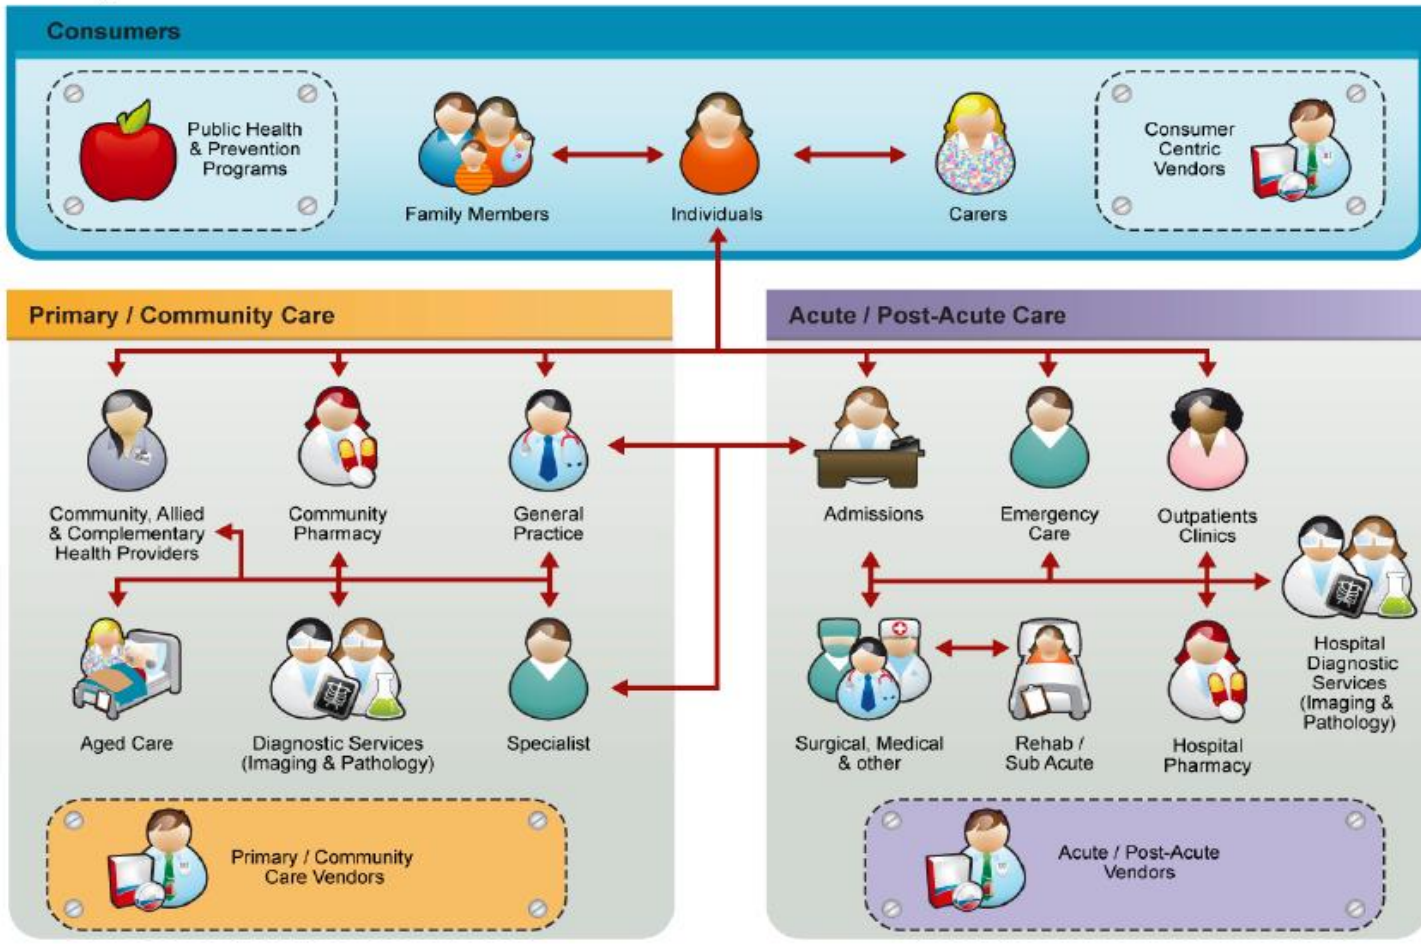 Consumers
Public Health
& Prevention
Programs
Family Members
Individuals
Carers
Consumer
Centric
Vendors
Primary / Community Care
Community, Allied
& Complementary
Health Providers
Community
Pharmacy
General
Practice
Aged Care
Diagnostic Services
(Imaging & Pathology)
Specialist
Primary / Community
Care Vendors
Acute / Post-Acute Care
Admissions
Emergency
Care
Outpatients
Clinics
Hospital
Diagnostic
Services
(Imaging &
Pathology)
Surgical, Medical
& other
Rehab /
Sub Acute
Hospital
Pharmacy
Acute / Post-Acute
Vendors